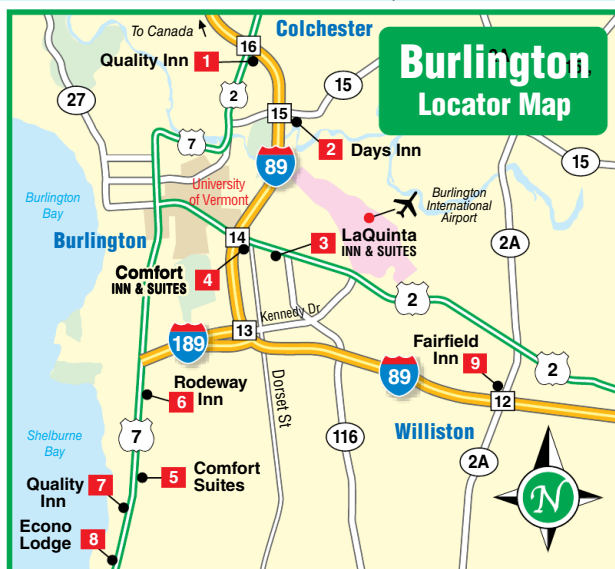 To Canada
Colchester
16
Quality Inn 1
2
Burlington
Locator Map
2A
15
27
15
15
7
2 Days Inn
89
15
University
of Vermont
Burlington
Bay
Burlington
International
Airport
Burlington
14
3 LaQuinta
INN & SUITES
2A
Comfort
INN & SUITES
4
2
Kennedy Dr
13
189
Fairfield
Inn 9
2
89
Rodeway
Inn
6
12
Dorset St
7
116
Williston
Shelburne
Bay
2A
5 Comfort
Suites
Quality
Inn 7
N
Econo
Lodge 8